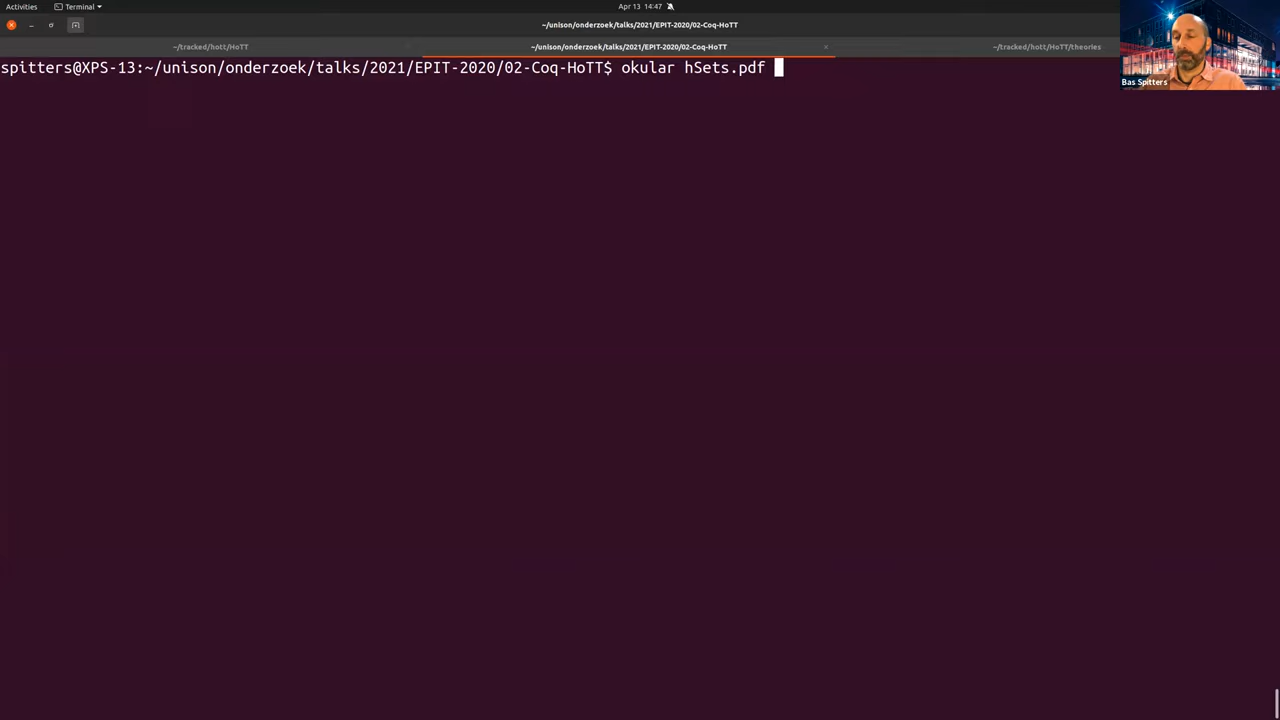 Activities Terminal Apr 13 14:47
~/unison/onderzoek/talks/2021/EPIT-2020/02-Coq-HoTT
~/tracked/hott/HoTT ~/unison/onderzoek/talks/2021/EPIT-2020/02-Coq-HoTT ~/tracked/hott/HoTT/theories
spitters@XPS-13:~/unison/onderzoek/talks/2021/EPIT-2020/02-Coq-HoTT$ okular hSets.pdf
Bas Spitters